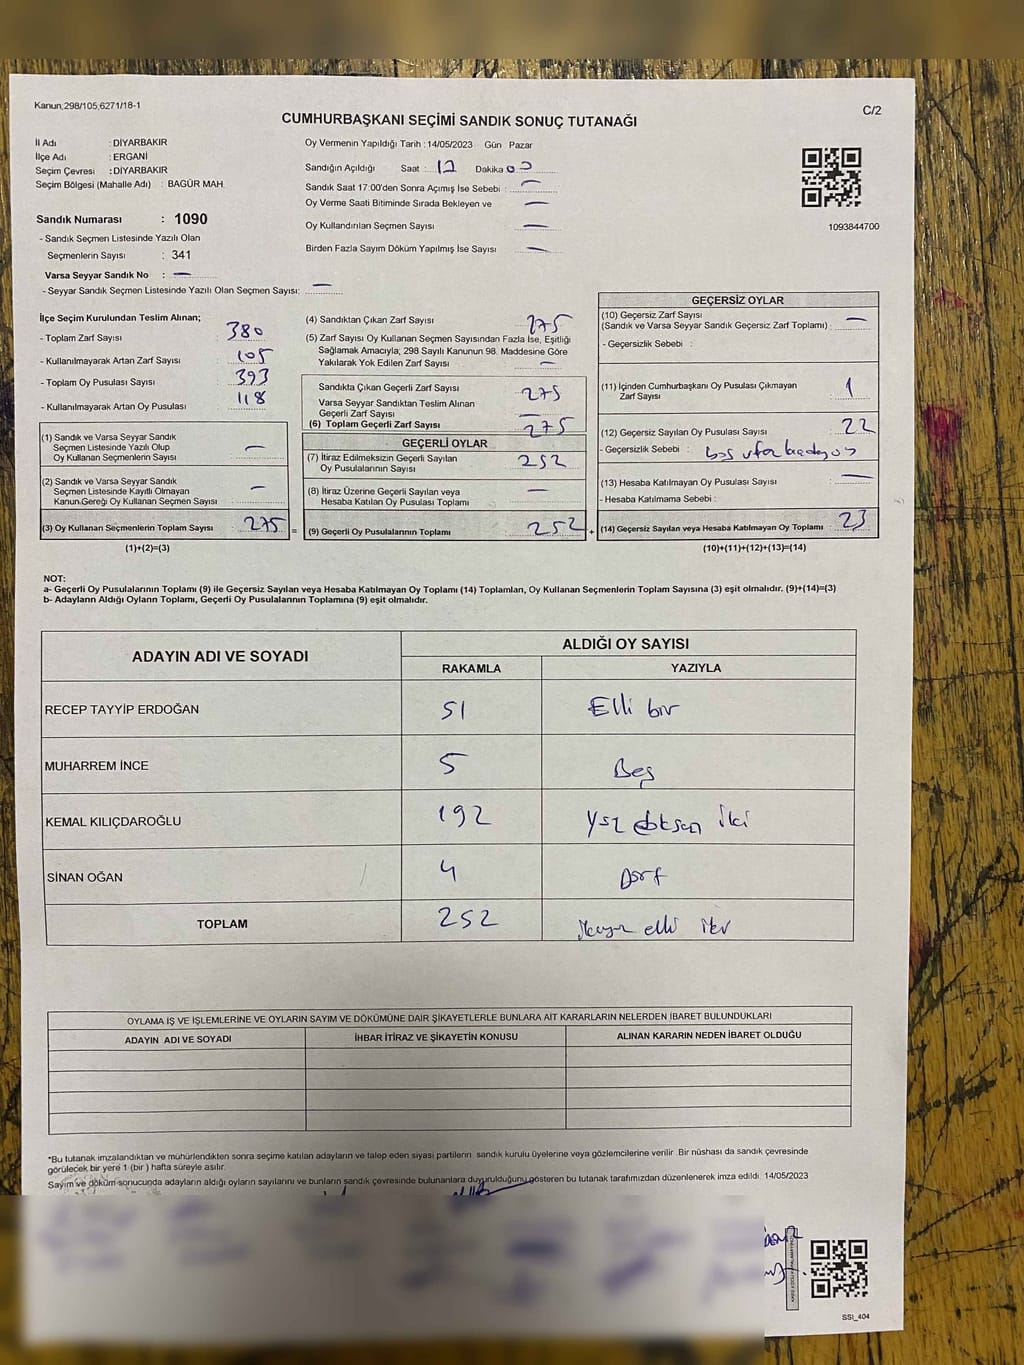 Kanun;298/105;6271/18-1
C/2
CUMHURBAŞKANI SEÇİMİ SANDIK SONUÇ TUTANAĞI
İl Adı : DİYARBAKIR
İlçe Adı : ERGANİ
Seçim Çevresi : DİYARBAKIR
Seçim Bölgesi (Mahalle Adı) : BAGÜR MAH.
Oy Vermenin Yapıldığı Tarih : 14/05/2023 Gün Pazar
Sandığın Açıldığı Saat : 17 Dakika 03
Sandık Saat 17:00'den Sonra Açımış İse Sebebi : —
Oy Verme Saati Bitiminde Sırada Bekleyen ve —
Oy Kullandırılan Seçmen Sayısı —
Birden Fazla Sayım Döküm Yapılmış İse Sayısı —
1093844700
Sandık Numarası : 1090
- Sandık Seçmen Listesinde Yazılı Olan
Seçmenlerin Sayısı : 341
Varsa Seyyar Sandık No : —
- Seyyar Sandık Seçmen Listesinde Yazılı Olan Seçmen Sayısı: —
İlçe Seçim Kurulundan Teslim Alınan;
- Toplam Zarf Sayısı : 380
- Kullanılmayarak Artan Zarf Sayısı : 105
- Toplam Oy Pusulası Sayısı : 393
- Kullanılmayarak Artan Oy Pusulası : 118
(1) Sandık ve Varsa Seyyar Sandık
Seçmen Listesinde Yazılı Olup
Oy Kullanan Seçmenlerin Sayısı —
(2) Sandık ve Varsa Seyyar Sandık
Seçmen Listesinde Kayıtlı Olmayan
Kanun Gereği Oy Kullanan Seçmen Sayısı —
(3) Oy Kullanan Seçmenlerin Toplam Sayısı 275
(1)+(2)=(3)
(4) Sandıktan Çıkan Zarf Sayısı 275
(5) Zarf Sayısı Oy Kullanan Seçmen Sayısından Fazla İse, Eşitliği
Sağlamak Amacıyla; 298 Sayılı Kanunun 98. Maddesine Göre
Yakılarak Yok Edilen Zarf Sayısı —
Sandıkta Çıkan Geçerli Zarf Sayısı 275
Varsa Seyyar Sandıktan Teslim Alınan
Geçerli Zarf Sayısı —
(6) Toplam Geçerli Zarf Sayısı 275
GEÇERLİ OYLAR
(7) İtiraz Edilmeksizin Geçerli Sayılan
Oy Pusulalarının Sayısı 252
(8) İtiraz Üzerine Geçerli Sayılan veya
Hesaba Katılan Oy Pusulası Toplamı —
= (9) Geçerli Oy Pusulalarının Toplamı 252 +
GEÇERSİZ OYLAR
(10) Geçersiz Zarf Sayısı
(Sandık ve Varsa Seyyar Sandık Geçersiz Zarf Toplamı) : —
- Geçersizlik Sebebi :
(11) İçinden Cumhurbaşkanı Oy Pusulası Çıkmayan
Zarf Sayısı : 1
(12) Geçersiz Sayılan Oy Pusulası Sayısı : 22
- Geçersizlik Sebebi :
(13) Hesaba Katılmayan Oy Pusulası Sayısı : —
- Hesaba Katılmama Sebebi :
(14) Geçersiz Sayılan veya Hesaba Katılmayan Oy Toplamı : 23
(10)+(11)+(12)+(13)=(14)
NOT:
a- Geçerli Oy Pusulalarının Toplamı (9) ile Geçersiz Sayılan veya Hesaba Katılmayan Oy Toplamı (14) Toplamları, Oy Kullanan Seçmenlerin Toplam Sayısına (3) eşit olmalıdır. (9)+(14)=(3)
b- Adayların Aldığı Oyların Toplamı, Geçerli Oy Pusulalarının Toplamına (9) eşit olmalıdır.
ADAYIN ADI VE SOYADI ALDIĞI OY SAYISI
RAKAMLA YAZIYLA
RECEP TAYYİP ERDOĞAN 51 Elli bir
MUHARREM İNCE 5 Beş
KEMAL KILIÇDAROĞLU 192 Yüz doksan İki
SİNAN OĞAN 4 Dört
TOPLAM 252 ikiyüz elli iki
OYLAMA İŞ VE İŞLEMLERİNE VE OYLARIN SAYIM VE DÖKÜMÜNE DAİR ŞİKAYETLERLE BUNLARA AİT KARARLARIN NELERDEN İBARET BULUNDUKLARI
ADAYIN ADI VE SOYADI İHBAR İTİRAZ VE ŞİKAYETİN KONUSU ALINAN KARARIN NEDEN İBARET OLDUĞU
*Bu tutanak imzalandıktan ve mühürlendikten sonra seçime katılan adayların ve talep eden siyasi partilerin sandık kurulu üyelerine veya gözlemcilerine verilir. Bir nüshası da sandık çevresinde
görülecek bir yere 1 (bir ) hafta süreyle asılır.
Sayım ve döküm sonucunda adayların aldığı oyların sayılarını ve bunların sandık çevresinde bulunanlara duyurulduğunu gösteren bu tutanak tarafımızdan düzenlenerek imza edildi. 14/05/2023
SSI_404